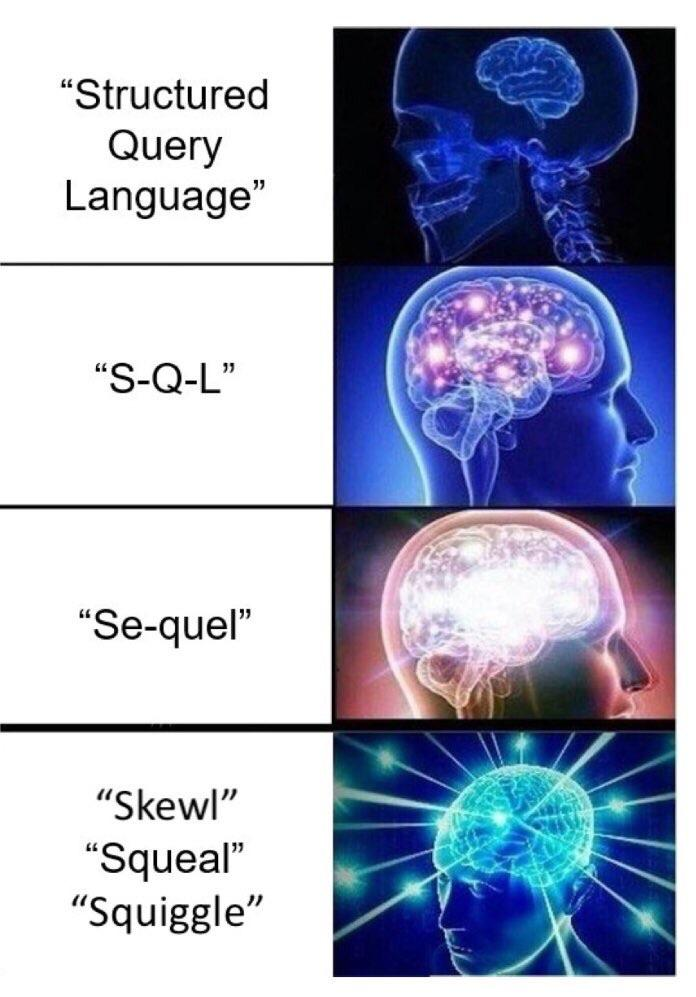 “Structured
Query
Language”
“S-Q-L”
“Se-quel”
“Skewl”
“Squeal”
“Squiggle”